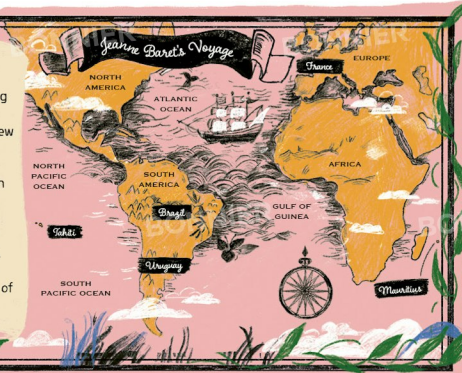 Jeanne Baret's Voyage
France
EUROPE
NORTH
AMERICA
ATLANTIC
OCEAN
NORTH
PACIFIC
OCEAN
SOUTH
AMERICA
AFRICA
Brazil
GULF OF
GUINEA
Tahiti
Uruguay
SOUTH
PACIFIC OCEAN
Mauritius
of